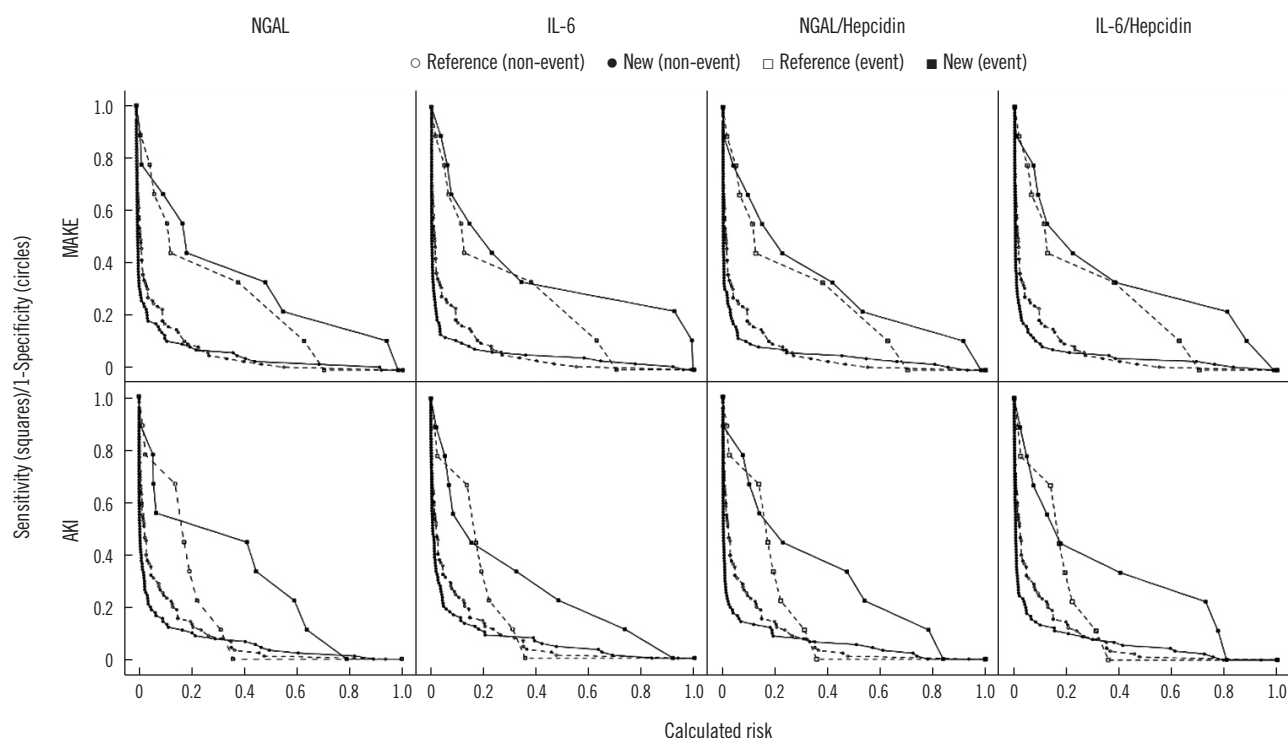 NGAL IL-6 NGAL/Hepcidin IL-6/Hepcidin
○ Reference (non-event) ● New (non-event) □ Reference (event) ■ New (event)
Sensitivity (squares)/1-Specificity (circles)
MAKE
1.0
0.8
0.6
0.4
0.2
0
AKI
1.0
0.8
0.6
0.4
0.2
0
0 0.2 0.4 0.6 0.8 1.0 0 0.2 0.4 0.6 0.8 1.0 0 0.2 0.4 0.6 0.8 1.0 0 0.2 0.4 0.6 0.8 1.0
Calculated risk